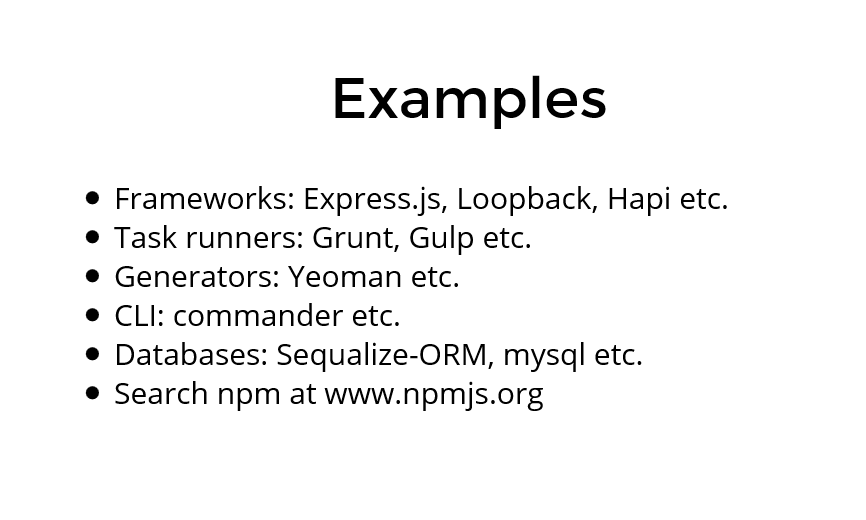 Examples
• Frameworks: Express.js, Loopback, Hapi etc.
• Task runners: Grunt, Gulp etc.
• Generators: Yeoman etc.
• CLI: commander etc.
• Databases: Sequalize-ORM, mysql etc.
• Search npm at www.npmjs.org